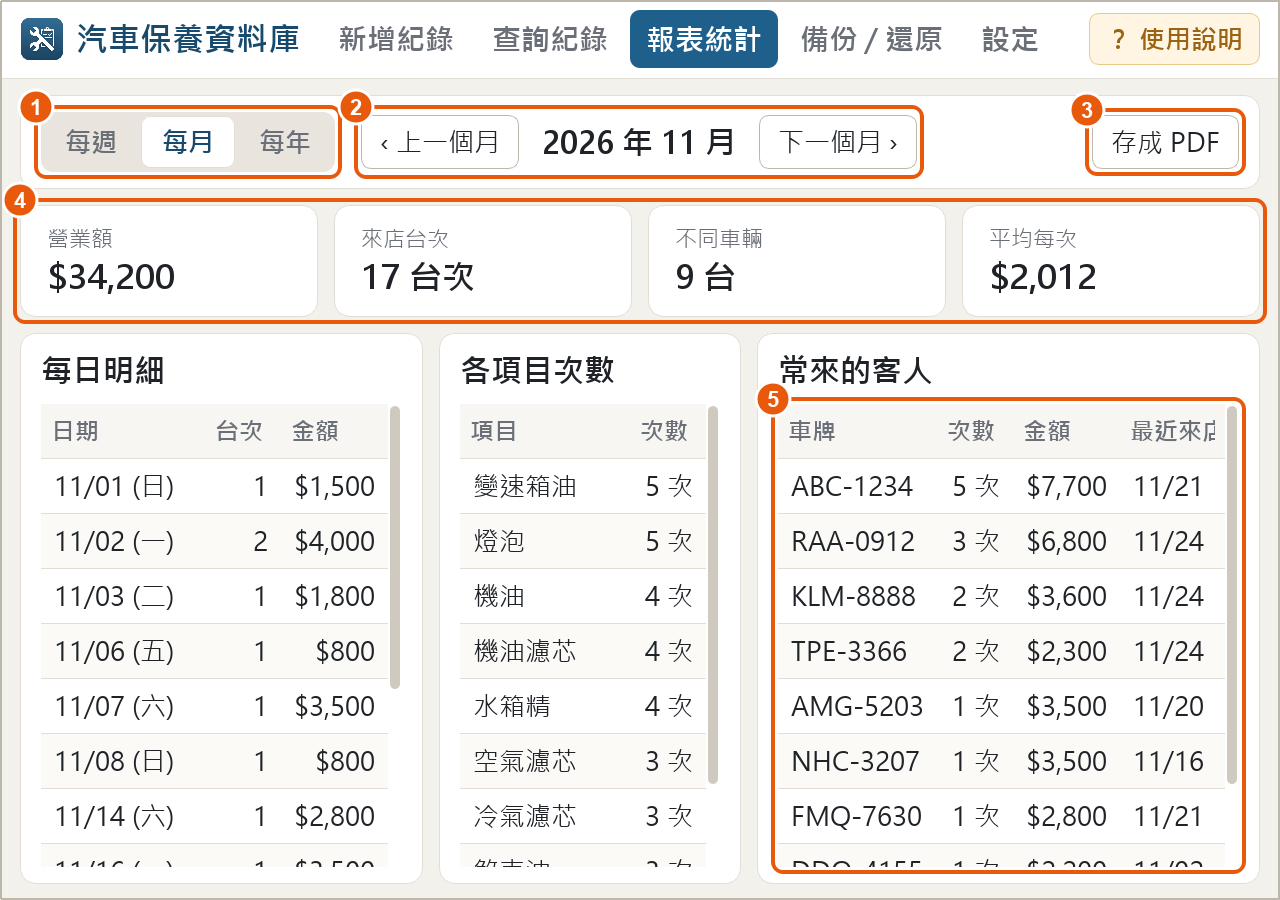 汽車保養資料庫 新增紀錄 查詢紀錄 報表統計 備份 / 還原 設定 ? 使用說明
1 2 3
每週 每月 每年 ‹ 上一個月 2026 年 11 月 下一個月 › 存成 PDF
4
營業額 來店台次 不同車輛 平均每次
$34,200 17 台次 9 台 $2,012
每日明細
日期 台次 金額
11/01 (日) 1 $1,500
11/02 (一) 2 $4,000
11/03 (二) 1 $1,800
11/06 (五) 1 $800
11/07 (六) 1 $3,500
11/08 (日) 1 $800
11/14 (六) 1 $2,800
各項目次數
項目 次數
變速箱油 5 次
燈泡 5 次
機油 4 次
機油濾芯 4 次
水箱精 4 次
空氣濾芯 3 次
冷氣濾芯 3 次
常來的客人
5
車牌 次數 金額 最近來店
ABC-1234 5 次 $7,700 11/21
RAA-0912 3 次 $6,800 11/24
KLM-8888 2 次 $3,600 11/24
TPE-3366 2 次 $2,300 11/24
AMG-5203 1 次 $3,500 11/20
NHC-3207 1 次 $3,500 11/16
FMQ-7630 1 次 $2,800 11/21